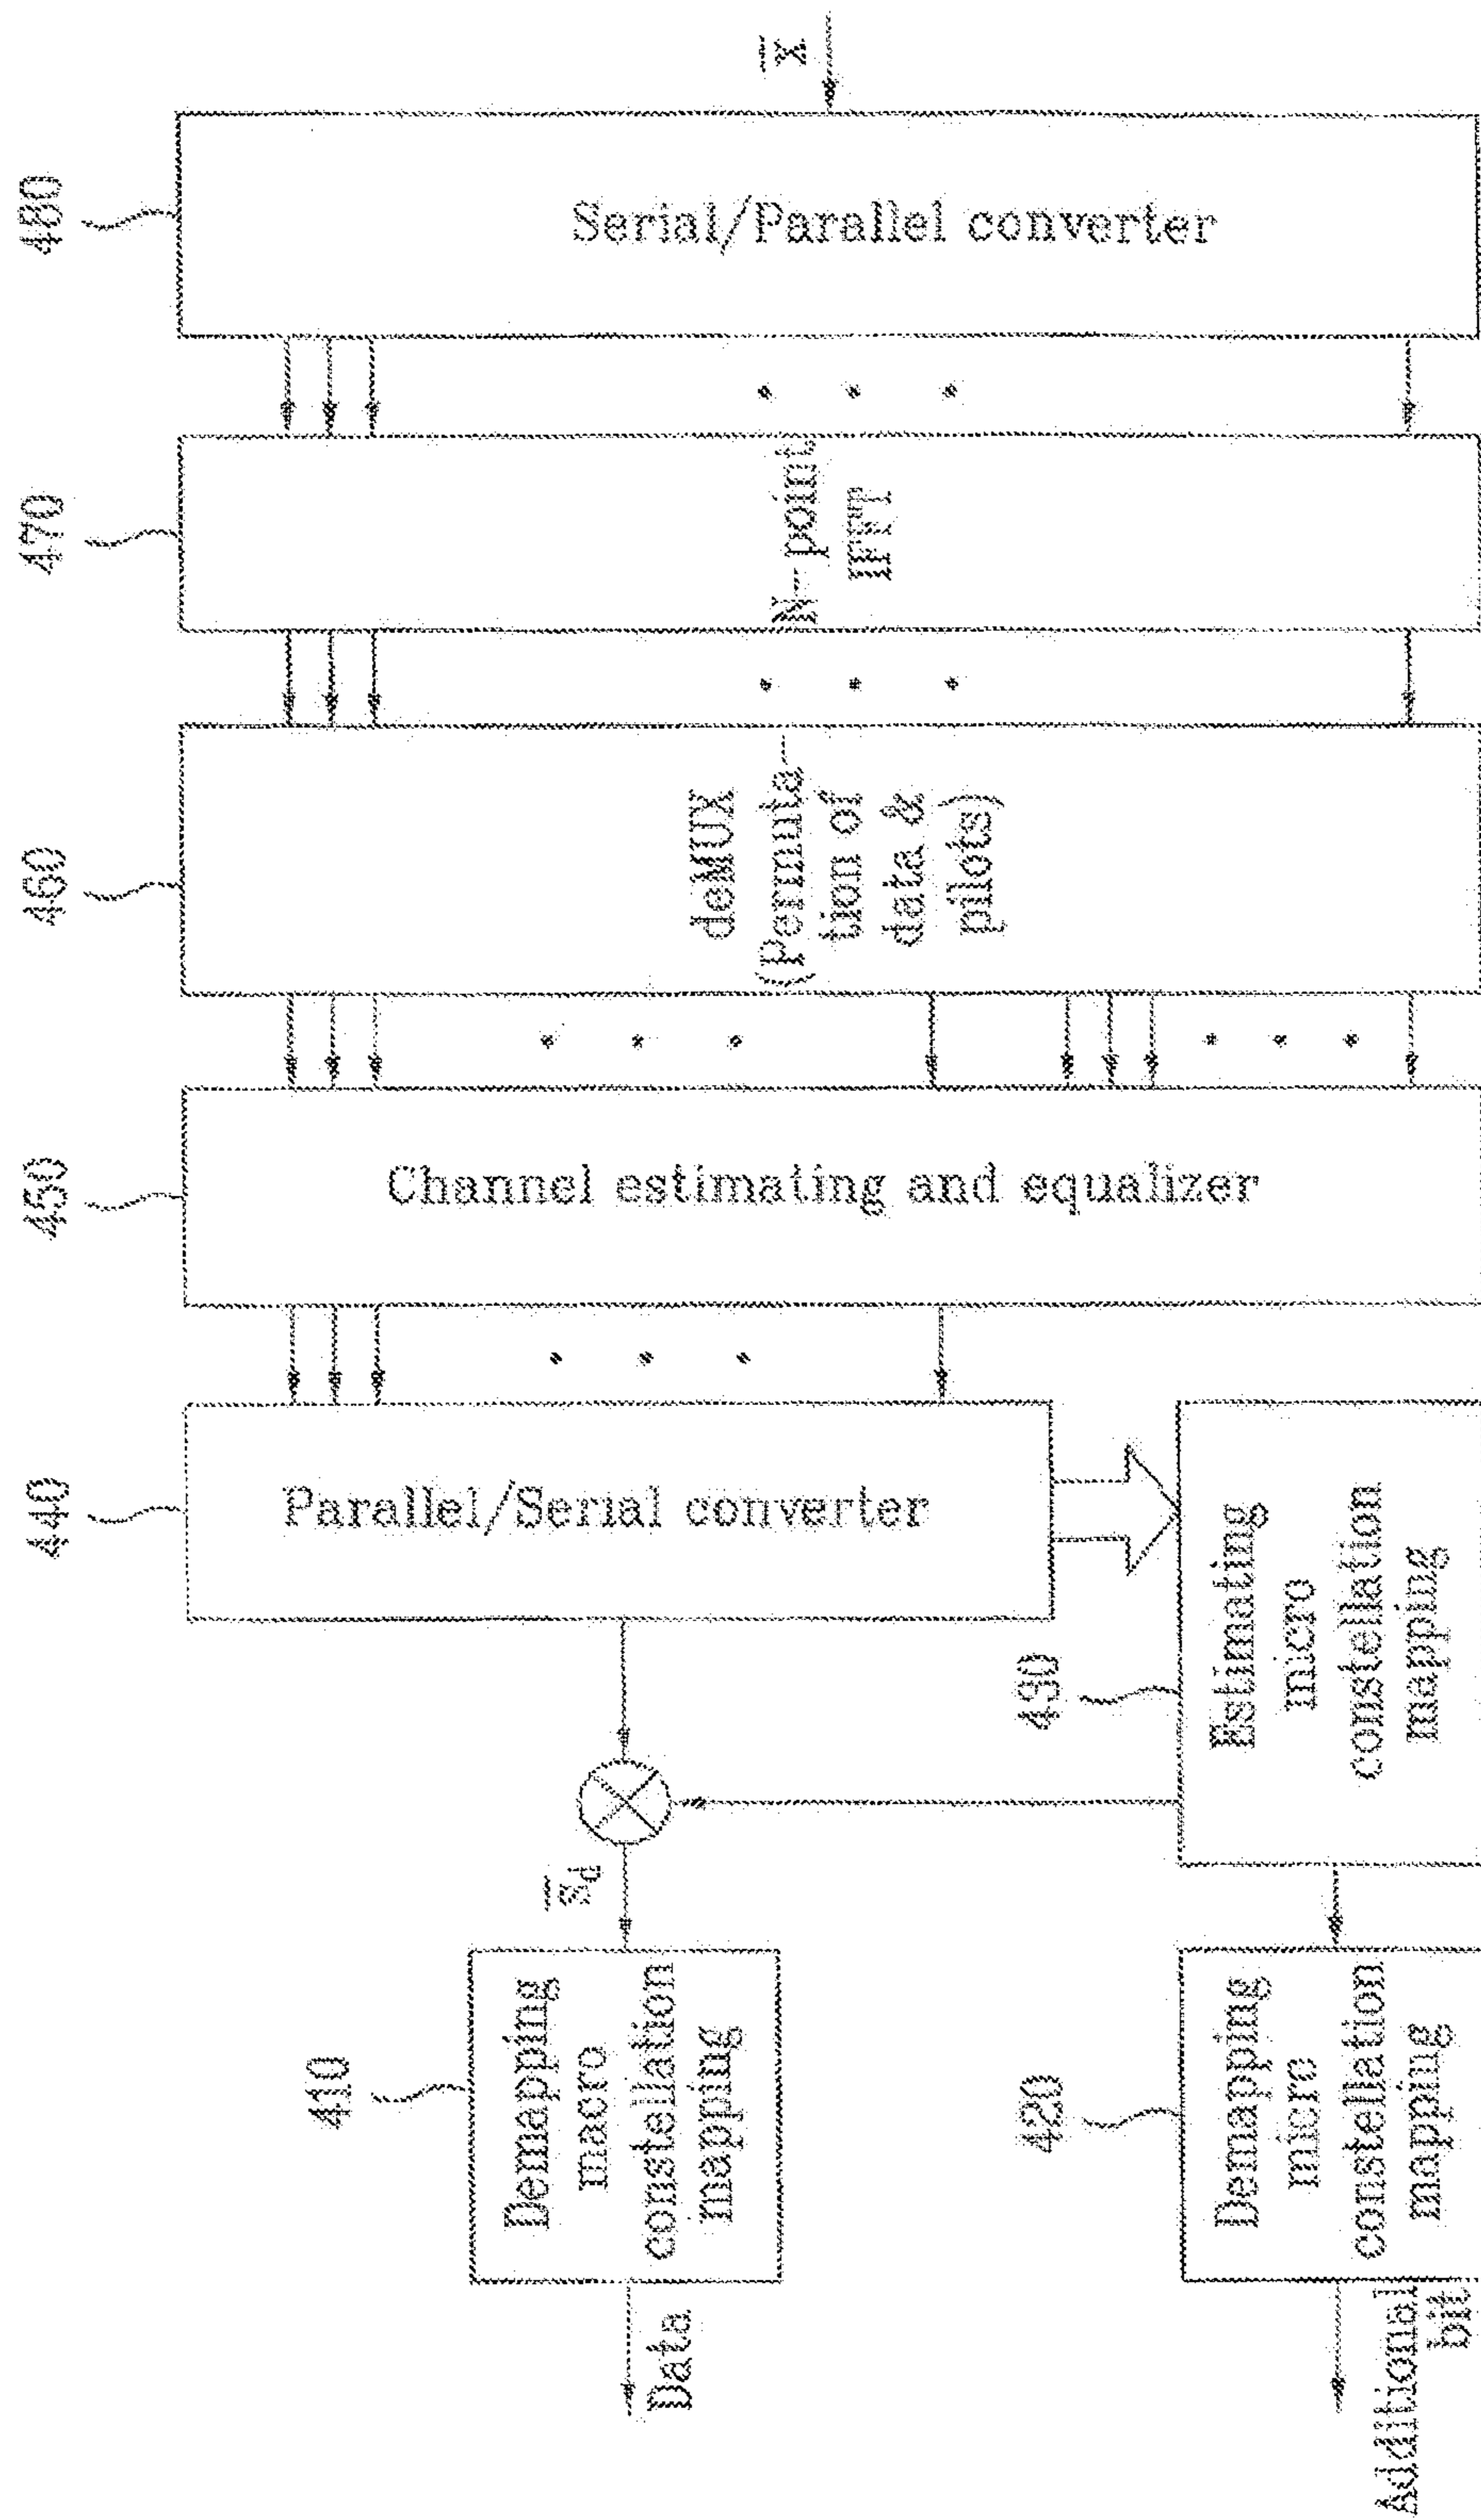 x
480
Serial/Parallel converter
470
N- point
IFFT
460
deMUX
(Permuta-
tion of
data &
pilots)
450
Channel estimating and equalizer
440
Parallel/Serial converter
430
Estimating
micro
constellation
mapping
s_d
410
Demapping
macro
constellation
mapping
420
Demapping
micro
constellation
mapping
Data
Additional
bit